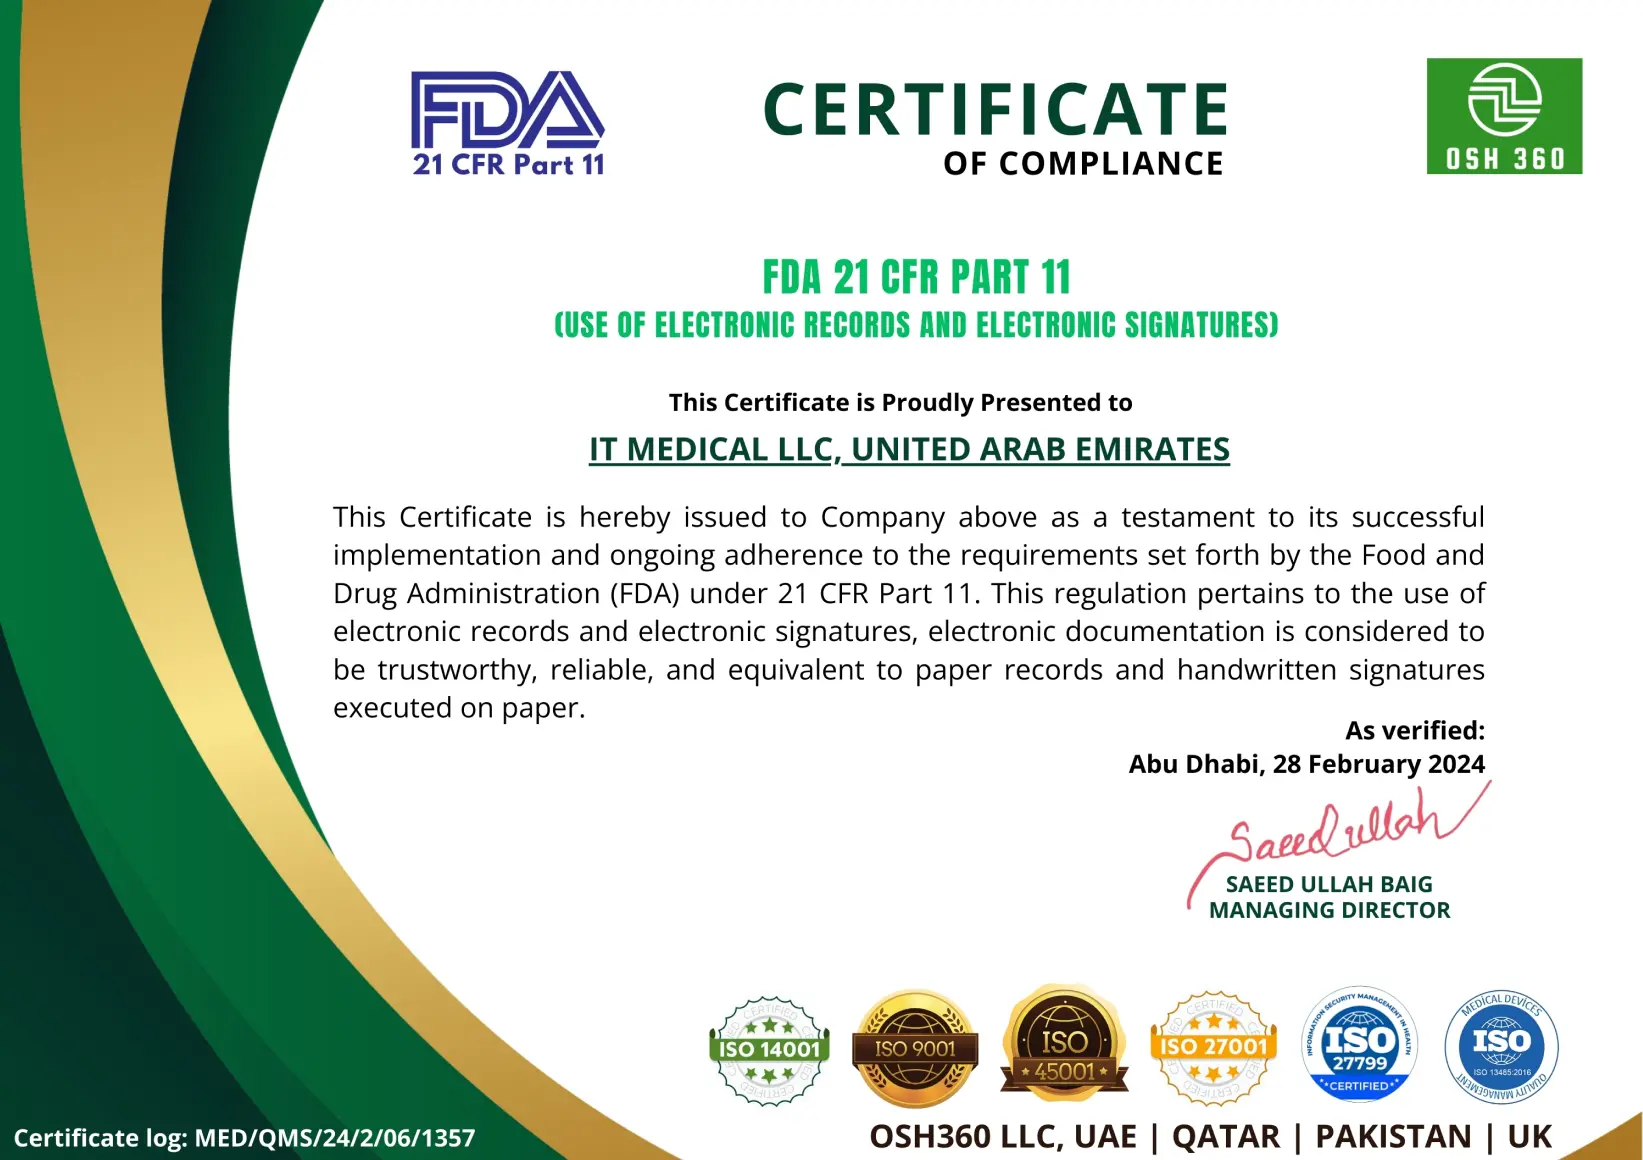 FDA
21 CFR Part 11
CERTIFICATE
OF COMPLIANCE
OSH 360
FDA 21 CFR PART 11
(USE OF ELECTRONIC RECORDS AND ELECTRONIC SIGNATURES)
This Certificate is Proudly Presented to
IT MEDICAL LLC, UNITED ARAB EMIRATES
This Certificate is hereby issued to Company above as a testament to its successful
implementation and ongoing adherence to the requirements set forth by the Food and
Drug Administration (FDA) under 21 CFR Part 11. This regulation pertains to the use of
electronic records and electronic signatures, electronic documentation is considered to
be trustworthy, reliable, and equivalent to paper records and handwritten signatures
executed on paper.
As verified:
Abu Dhabi, 28 February 2024
Saeed ullah
SAEED ULLAH BAIG
MANAGING DIRECTOR
CERTIFIED
ISO 14001
CERTIFIED
ISO 9001
ISO
45001
CERTIFIED
ISO 27001
CERTIFIED
INFORMATION SECURITY MANAGEMENT IN HEALTH
ISO
27799
CERTIFIED
MEDICAL DEVICES
ISO
ISO 13485:2016
QUALITY MANAGEMENT
Certificate log: MED/QMS/24/2/06/1357
OSH360 LLC, UAE | QATAR | PAKISTAN | UK